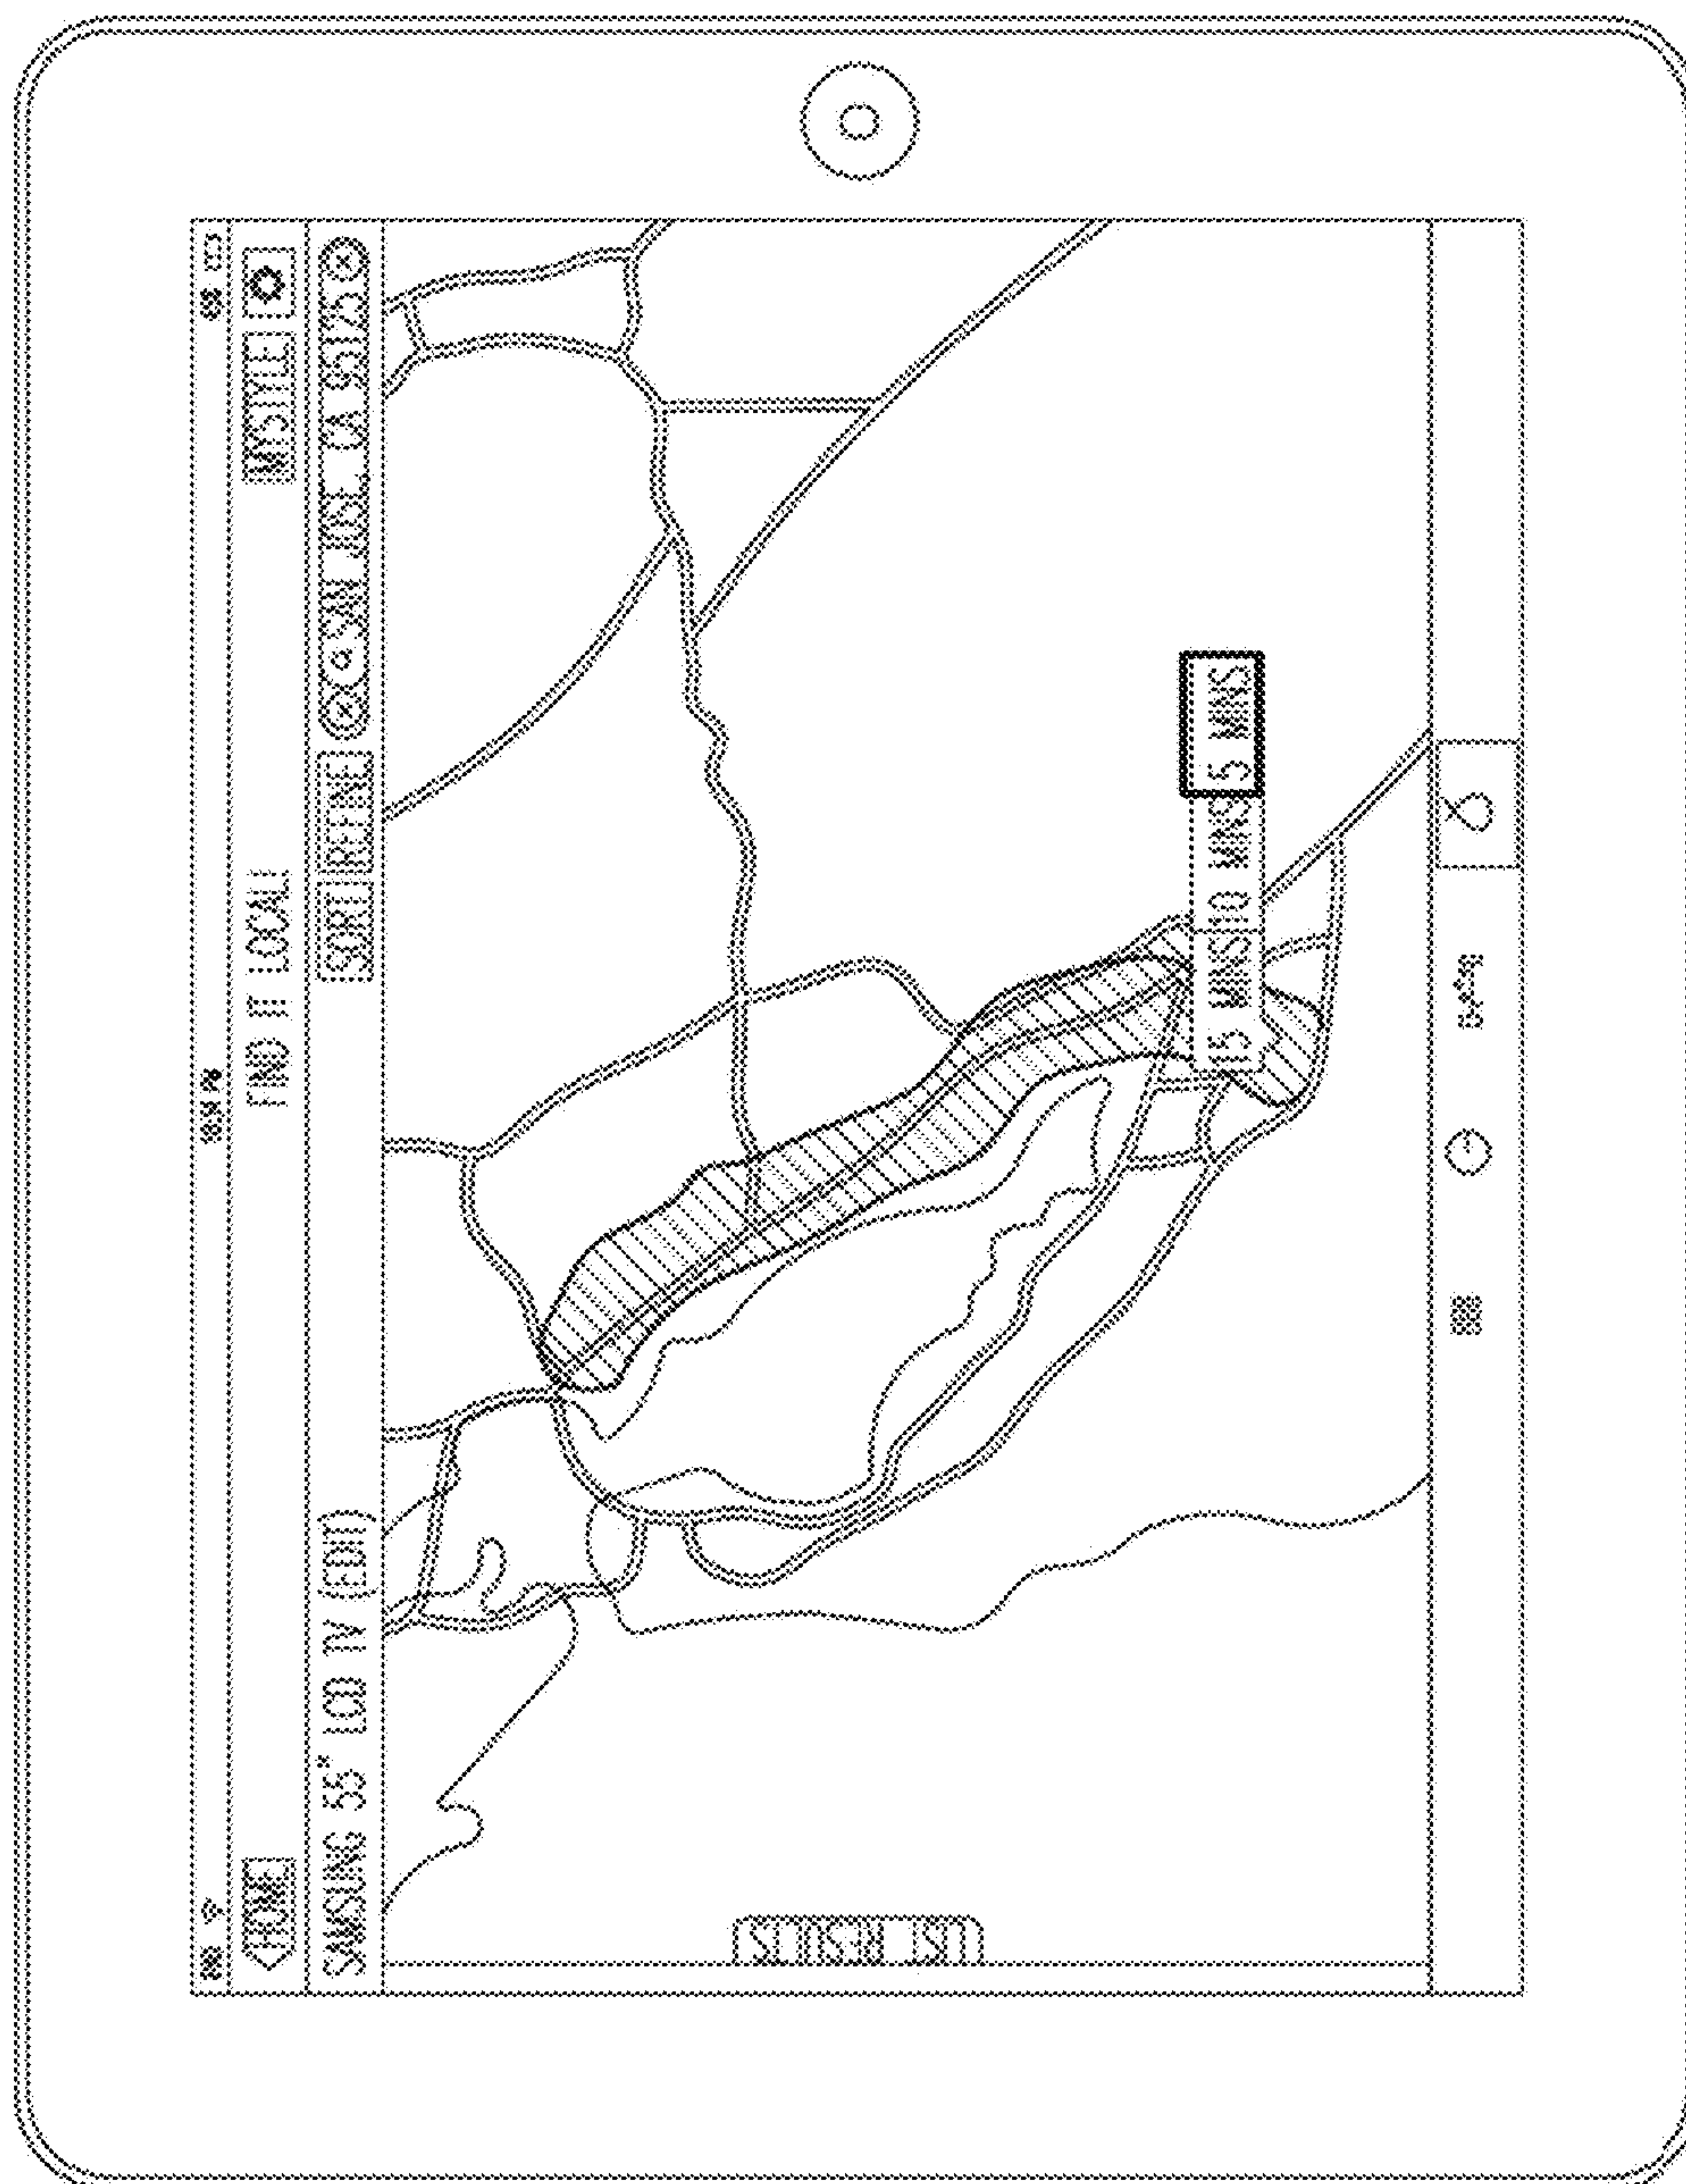 FIND IT LOCAL!
HOME
MYSTYLE
SAMSUNG 55" LCD TV (EDIT)
SORT REFINE
SAN JOSE, CA 95125
LIST RESULTS
15 MINS 10 MINS 5 MINS